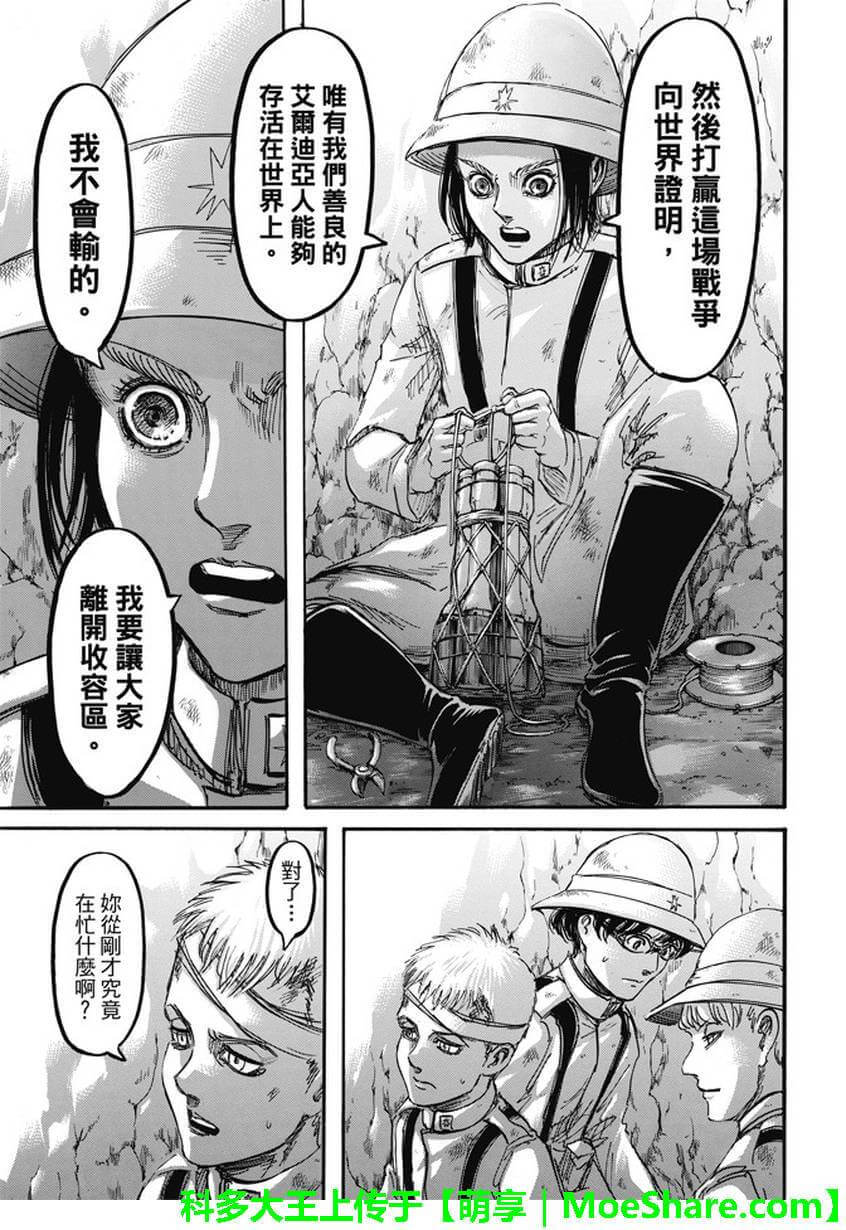 然後打贏這場戰爭
向世界證明，
唯有我們善良的
艾爾迪亞人能夠
存活在世界上。
我不會輸的。
我要讓大家
離開收容區。
對了…
妳從剛才究竟
在忙什麼啊？
科多大王上传于【萌享｜MoeShare.com】